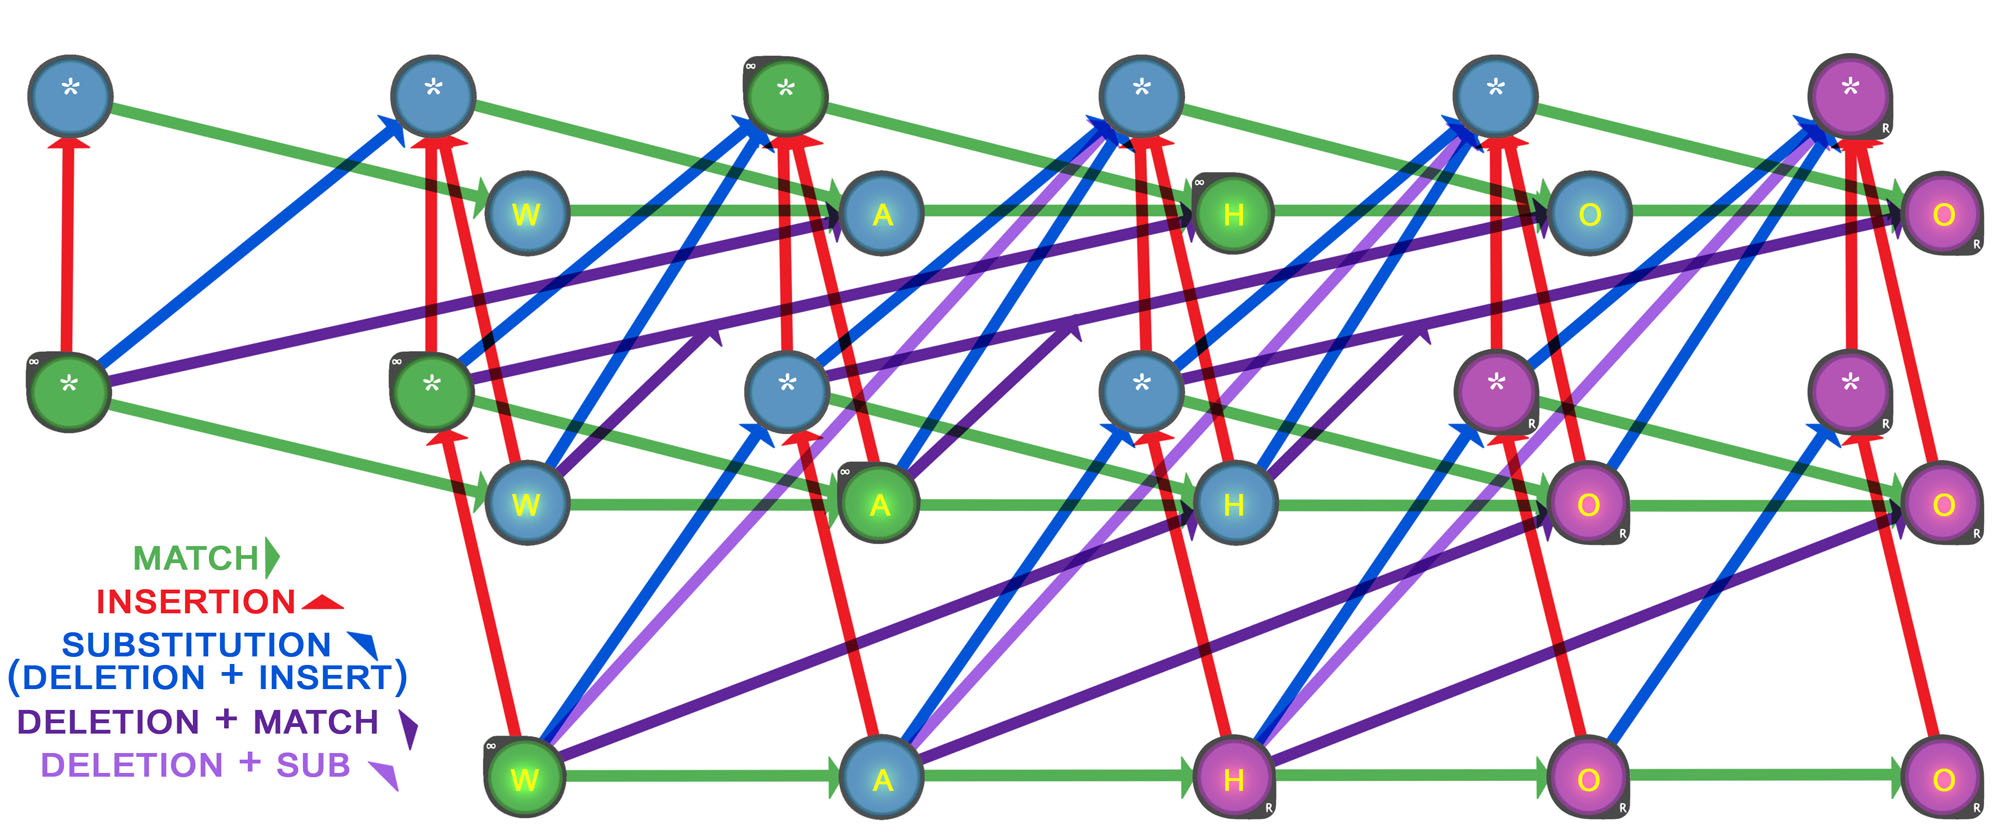 * * * * * *
W A H O O
* * * * * *
W A H O O
MATCH
INSERTION
SUBSTITUTION
(DELETION + INSERT)
DELETION + MATCH
DELETION + SUB
W A H O O
∞
R
R
∞
∞
R
R
∞
R
R
∞
R
R
R
∞